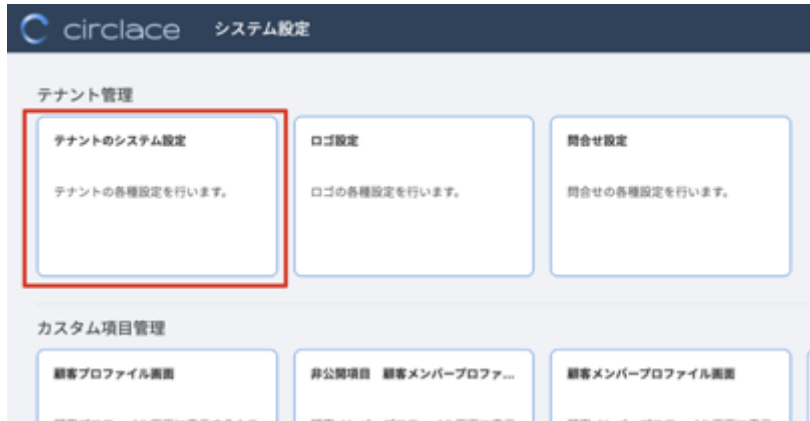 circlace システム設定
テナント管理
テナントのシステム設定 ロゴ設定 問合せ設定
テナントの各種設定を行います。 ロゴの各種設定を行います。 問合せの各種設定を行います。
カスタム項目管理
顧客プロファイル画面 非公開項目 顧客メンバープロファ... 顧客メンバープロファイル画面